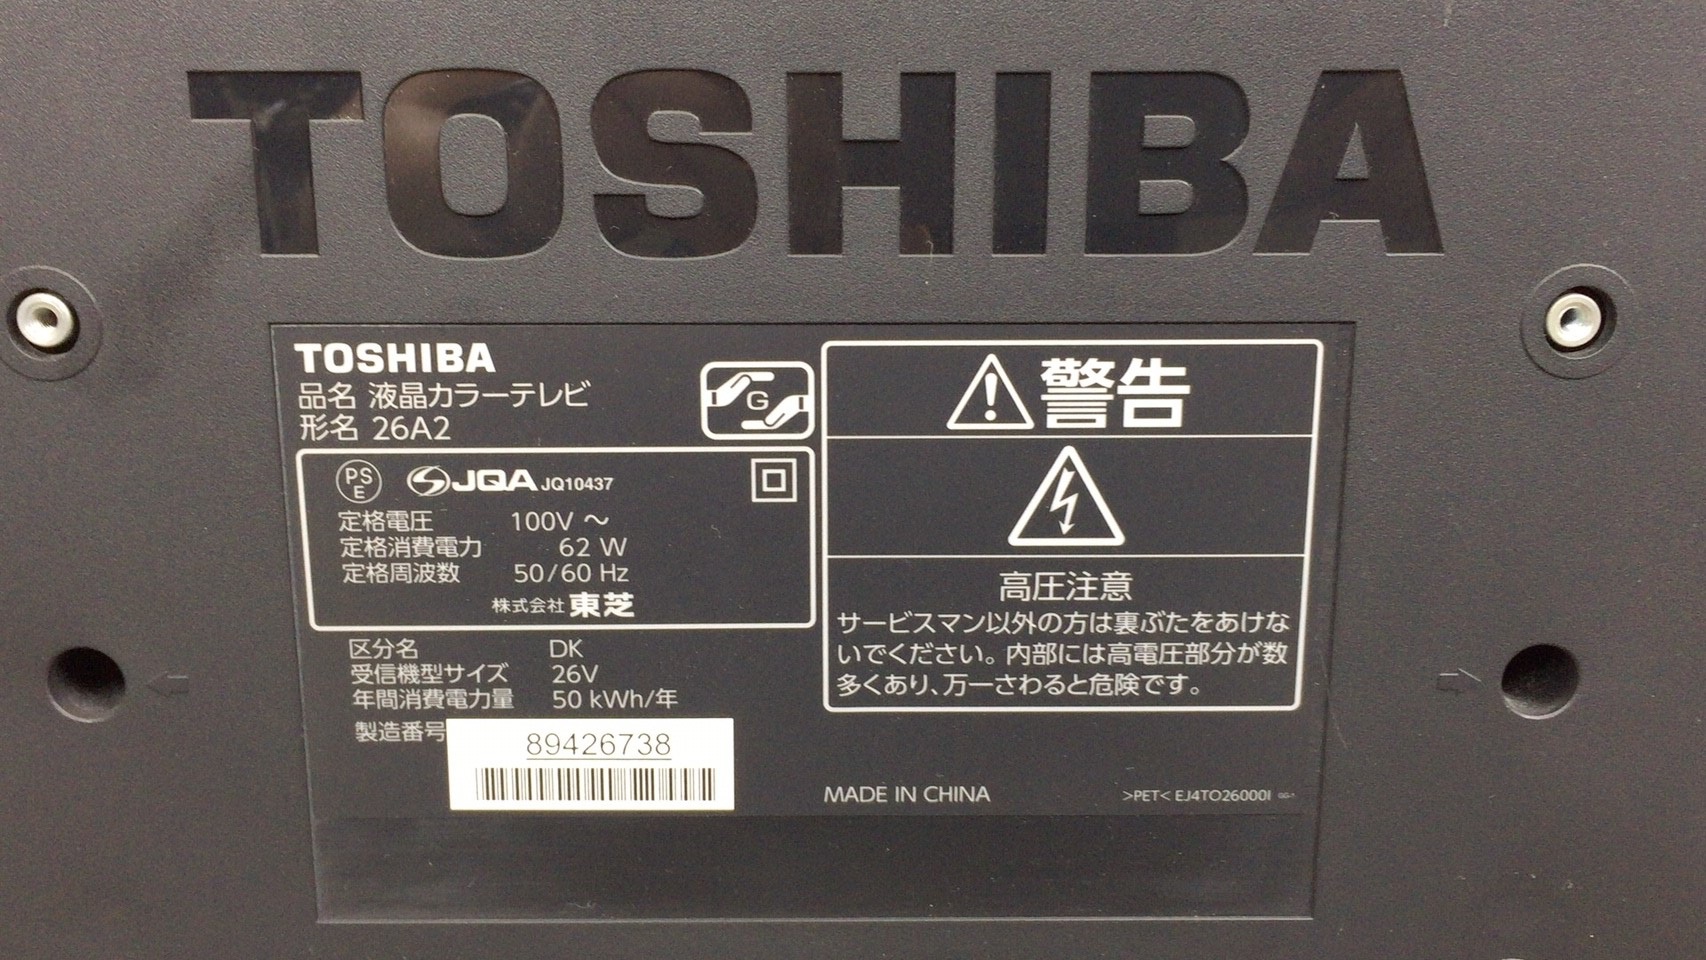 TOSHIBA
TOSHIBA
品名 液晶カラーテレビ
形名 26A2
G
PS
E
JQA JQ10437
定格電圧 100V ～
定格消費電力 62 W
定格周波数 50/60 Hz
株式会社 東芝
区分名 DK
受信機型サイズ 26V
年間消費電力量 50 kWh/年
製造番号
89426738
警告
高圧注意
サービスマン以外の方は裏ぶたをあけな
いでください。内部には高電圧部分が数
多くあり、万一さわると危険です。
MADE IN CHINA
>PET< EJ4TO26000I